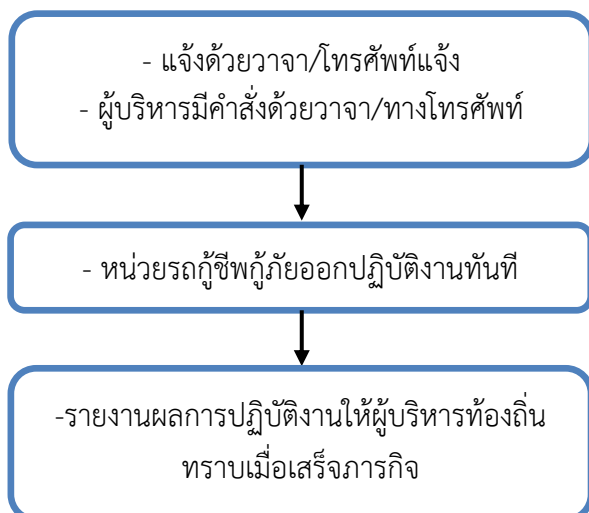 - แจ้งด้วยวาจา/โทรศัพท์แจ้ง
- ผู้บริหารมีคำสั่งด้วยวาจา/ทางโทรศัพท์
- หน่วยรถกู้ชีพกู้ภัยออกปฏิบัติงานทันที
-รายงานผลการปฏิบัติงานให้ผู้บริหารท้องถิ่น
ทราบเมื่อเสร็จภารกิจ